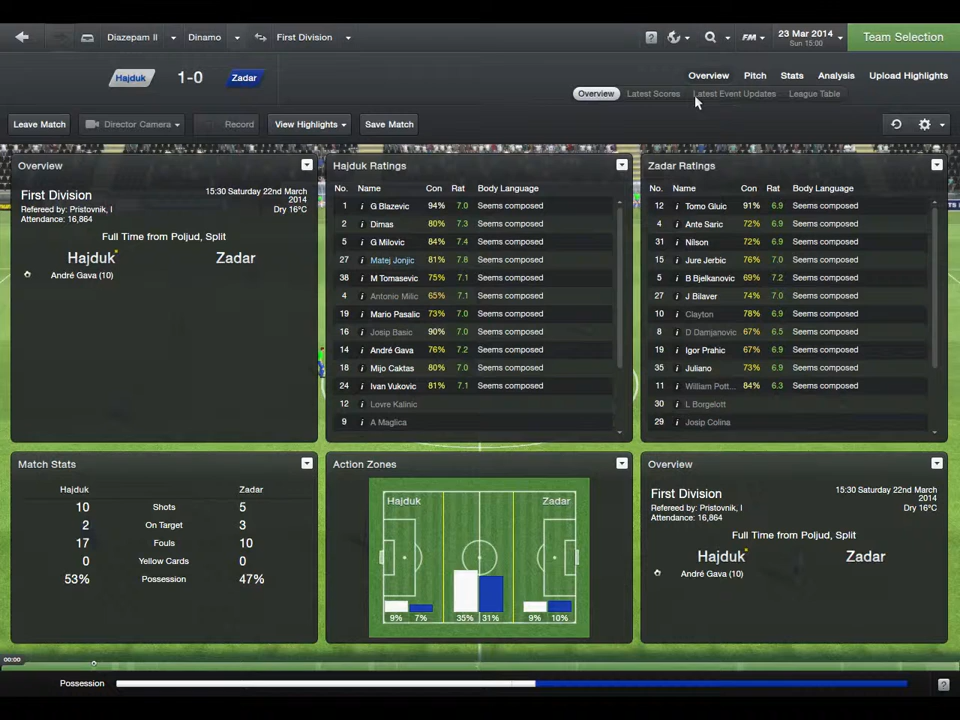 Diazepam II Dinamo First Division ? FM 23 Mar 2014 Team Selection
Sun 15:00
Hajduk 1-0 Zadar Overview Pitch Stats Analysis Upload Highlights
Overview Latest Scores Latest Event Updates League Table
Leave Match Director Camera Record View Highlights Save Match
Overview
First Division 15:30 Saturday 22nd March
2014
Refereed by: Pristovnik, I Dry 16°C
Attendance: 16,864
Full Time from Poljud, Split
Hajduk Zadar
André Gava (10)
Hajduk Ratings
No. Name Con Rat Body Language
1 i G Blazevic 94% 7.0 Seems composed
2 i Dimas 80% 7.3 Seems composed
5 i G Milovic 84% 7.4 Seems composed
27 i Matej Jonjic 81% 7.8 Seems composed
38 i M Tomasevic 75% 7.1 Seems composed
4 i Antonio Milic 65% 7.1 Seems composed
19 i Mario Pasalic 73% 7.0 Seems composed
16 i Josip Basic 90% 7.0 Seems composed
14 i André Gava 76% 7.2 Seems composed
18 i Mijo Caktas 80% 7.0 Seems composed
24 i Ivan Vukovic 81% 7.1 Seems composed
12 i Lovre Kalinic
9 i A Maglica
Zadar Ratings
No. Name Con Rat Body Language
12 i Tomo Gluic 91% 6.9 Seems composed
4 i Ante Saric 72% 6.9 Seems composed
31 i Nilson 72% 6.9 Seems composed
15 i Jure Jerbic 76% 7.0 Seems composed
5 i B Bjelkanovic 69% 7.2 Seems composed
27 i J Bilaver 74% 7.0 Seems composed
10 i Clayton 78% 6.9 Seems composed
8 i D Damjanovic 67% 6.5 Seems composed
19 i Igor Prahic 67% 6.9 Seems composed
35 i Juliano 73% 6.9 Seems composed
11 i William Pott... 84% 6.3 Seems composed
30 i L Borgelott
29 i Josip Colina
Match Stats
Hajduk Zadar
10 Shots 5
2 On Target 3
17 Fouls 10
0 Yellow Cards 0
53% Possession 47%
Action Zones
Hajduk Zadar
9% 7% 35% 31% 9% 10%
Overview
First Division 15:30 Saturday 22nd March
2014
Refereed by: Pristovnik, I Dry 16°C
Attendance: 16,864
Full Time from Poljud, Split
Hajduk Zadar
André Gava (10)
00:00
Possession ?